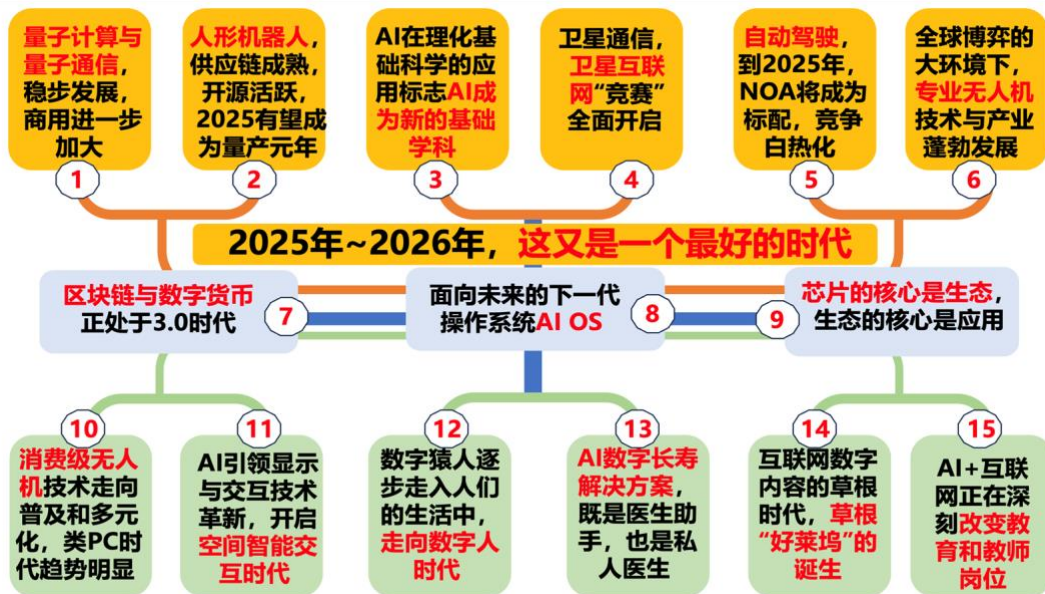 量子计算与
量子通信，
稳步发展，
商用进一步
加大
1
人形机器人，
供应链成熟，
开源活跃，
2025有望成
为量产元年
2
AI在理化基
础科学的应
用标志AI成
为新的基础
学科
3
卫星通信，
卫星互联
网“竞赛”
全面开启
4
自动驾驶，
到2025年，
NOA将成为
标配，竞争
白热化
5
全球博弈的
大环境下，
专业无人机
技术与产业
蓬勃发展
6
2025年~2026年，这又是一个最好的时代
区块链与数字货币
正处于3.0时代
7
面向未来的下一代
操作系统AI OS
8
9
芯片的核心是生态，
生态的核心是应用
10
消费级无人
机技术走向
普及和多元
化，类PC时
代趋势明显
11
AI引领显示
与交互技术
革新，开启
空间智能交
互时代
12
数字猿人逐
步走入人们
的生活中，
走向数字人
时代
13
AI数字长寿
解决方案，
既是医生助
手，也是私
人医生
14
互联网数字
内容的草根
时代，草根
“好莱坞”的
诞生
15
AI+互联
网正在深
刻改变教
育和教师
岗位